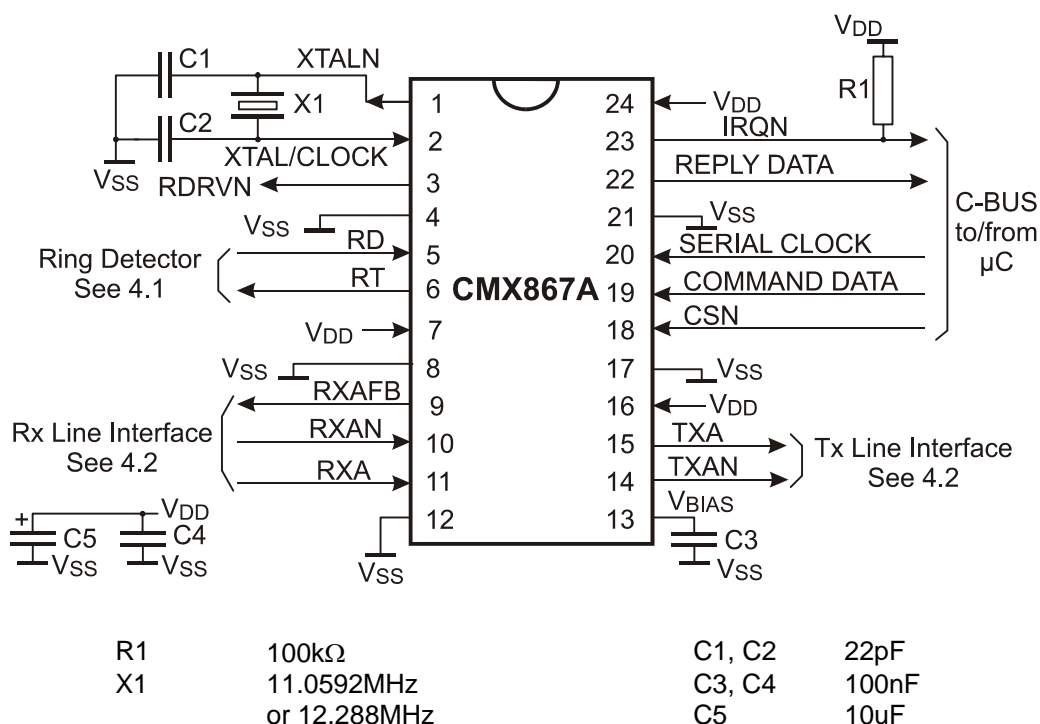 VDD
C1
XTALN
R1
X1
1
24
VDD
C2
2
23
IRQN
VSS
XTAL/CLOCK
RDRVN
3
22
REPLY DATA
VSS
4
21
VSS
C-BUS
to/from
µC
Ring Detector
See 4.1
RD
5
20
SERIAL CLOCK
RT
6
CMX867A
19
COMMAND DATA
VDD
7
18
CSN
VSS
8
17
VSS
RXAFB
9
16
VDD
Rx Line Interface
See 4.2
RXAN
10
15
TXA
Tx Line Interface
See 4.2
RXA
11
14
TXAN
12
13
VBIAS
VSS
C3
VSS
+
VDD
C5
C4
VSS
VSS
R1 100kΩ C1, C2 22pF
X1 11.0592MHz C3, C4 100nF
or 12.288MHz C5 10uF